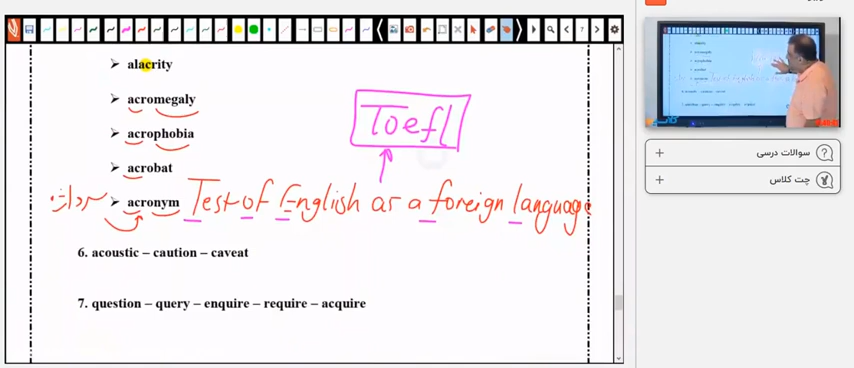 alacrity
acromegaly
Toefl
acrophobia
acrobat
acronym Test of English as a foreign language
6. acoustic – caution – caveat
7. question – query – enquire – require – acquire
سوالات درسی
چت کلاس